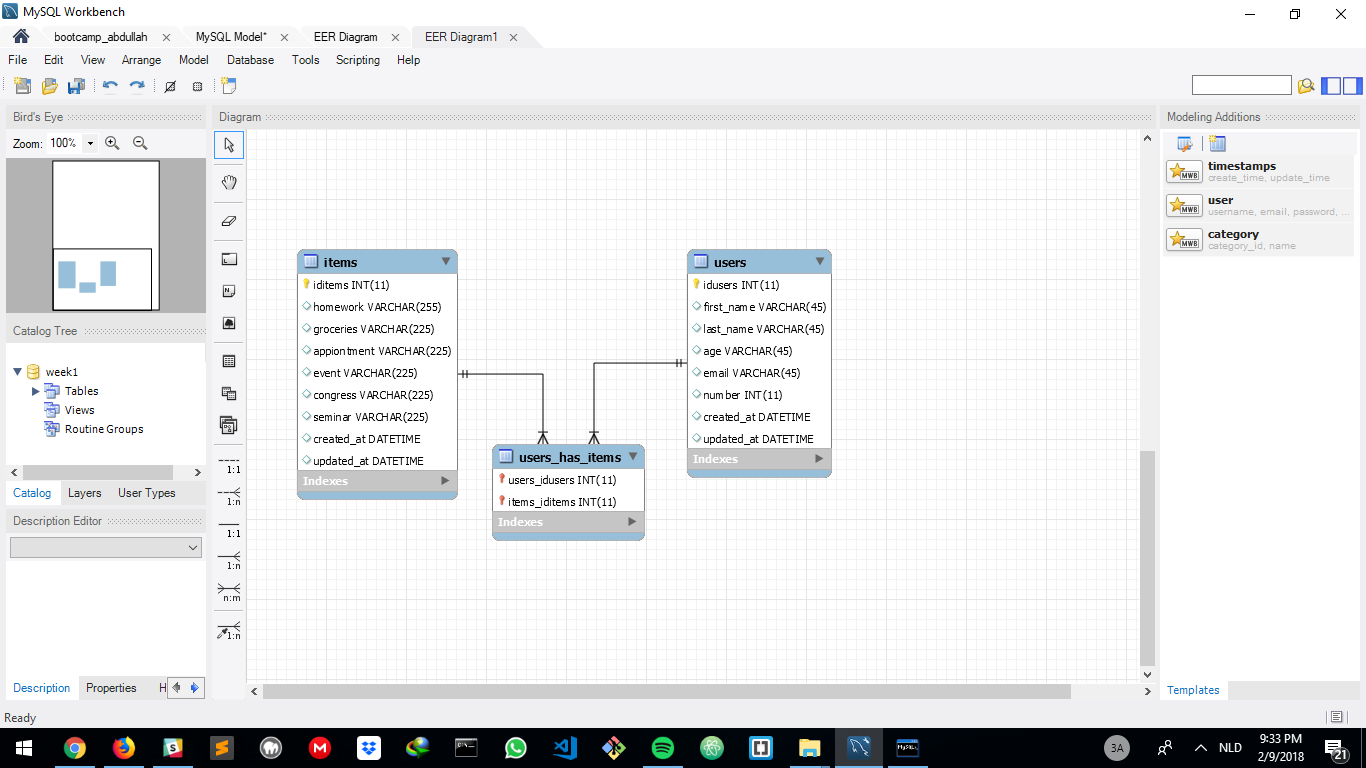 MySQL Workbench
bootcamp_abdullah
MySQL Model*
EER Diagram
EER Diagram1
File Edit View Arrange Model Database Tools Scripting Help
Bird's Eye
Zoom: 100%
Catalog Tree
week1
Tables
Views
Routine Groups
Catalog Layers User Types
Description Editor
Description Properties H
Diagram
1:1
1:n
1:1
1:n
n:m
1:n
items
iditems INT(11)
homework VARCHAR(255)
groceries VARCHAR(225)
appiontment VARCHAR(225)
event VARCHAR(225)
congress VARCHAR(225)
seminar VARCHAR(225)
created_at DATETIME
updated_at DATETIME
Indexes
users_has_items
users_idusers INT(11)
items_iditems INT(11)
Indexes
users
idusers INT(11)
first_name VARCHAR(45)
last_name VARCHAR(45)
age VARCHAR(45)
email VARCHAR(45)
number INT(11)
created_at DATETIME
updated_at DATETIME
Indexes
Modeling Additions
MWB
timestamps
create_time, update_time
MWB
user
username, email, password, ...
MWB
category
category_id, name
Templates
Ready
3A
NLD
9:33 PM
2/9/2018
21